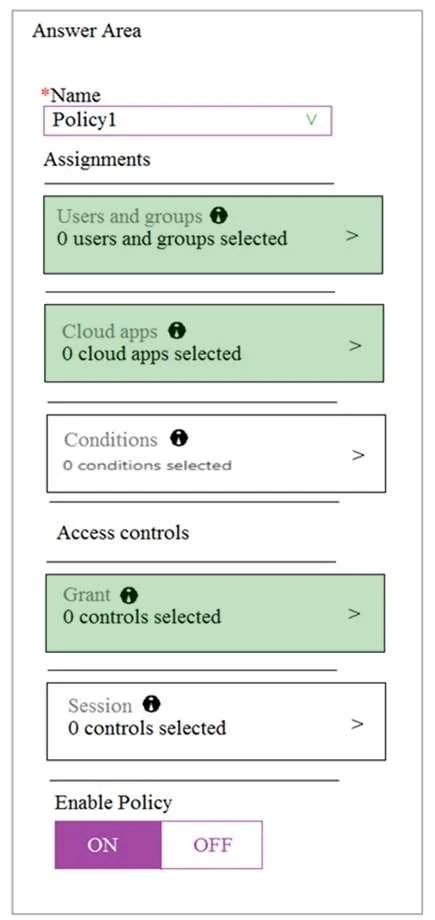 Answer Area
*Name
Policy1
Assignments
Users and groups
0 users and groups selected >
Cloud apps
0 cloud apps selected >
Conditions
0 conditions selected >
Access controls
Grant
0 controls selected >
Session
0 controls selected >
Enable Policy
ON OFF